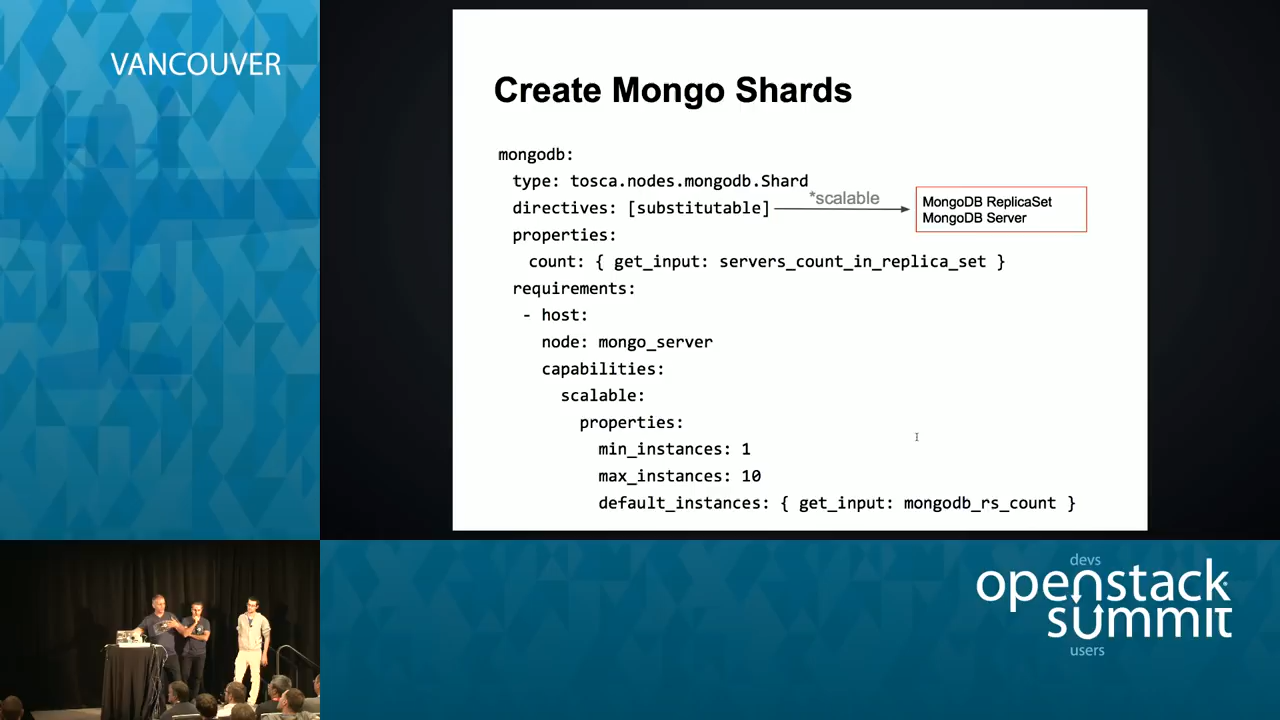 VANCOUVER
Create Mongo Shards
mongodb:
type: tosca.nodes.mongodb.Shard
directives: [substitutable]
*scalable
MongoDB ReplicaSet
MongoDB Server
properties:
count: { get_input: servers_count_in_replica_set }
requirements:
- host:
node: mongo_server
capabilities:
scalable:
properties:
min_instances: 1
max_instances: 10
default_instances: { get_input: mongodb_rs_count }
devs
openstack
summit
users